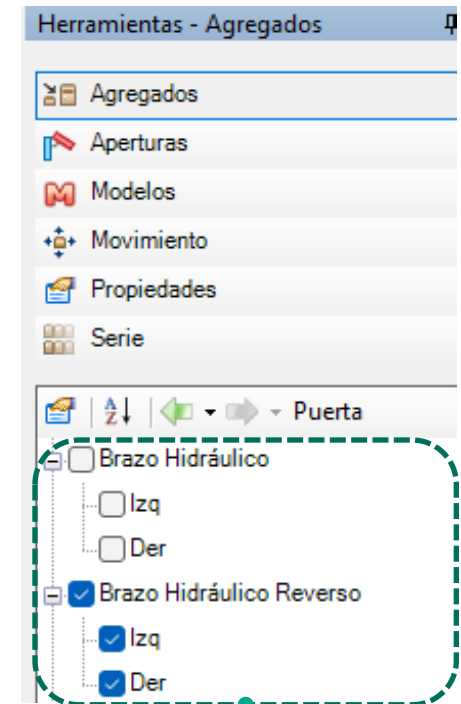 Herramientas - Agregados
Agregados
Aperturas
Modelos
Movimiento
Propiedades
Serie
Puerta
Brazo Hidráulico
Izq
Der
Brazo Hidráulico Reverso
Izq
Der